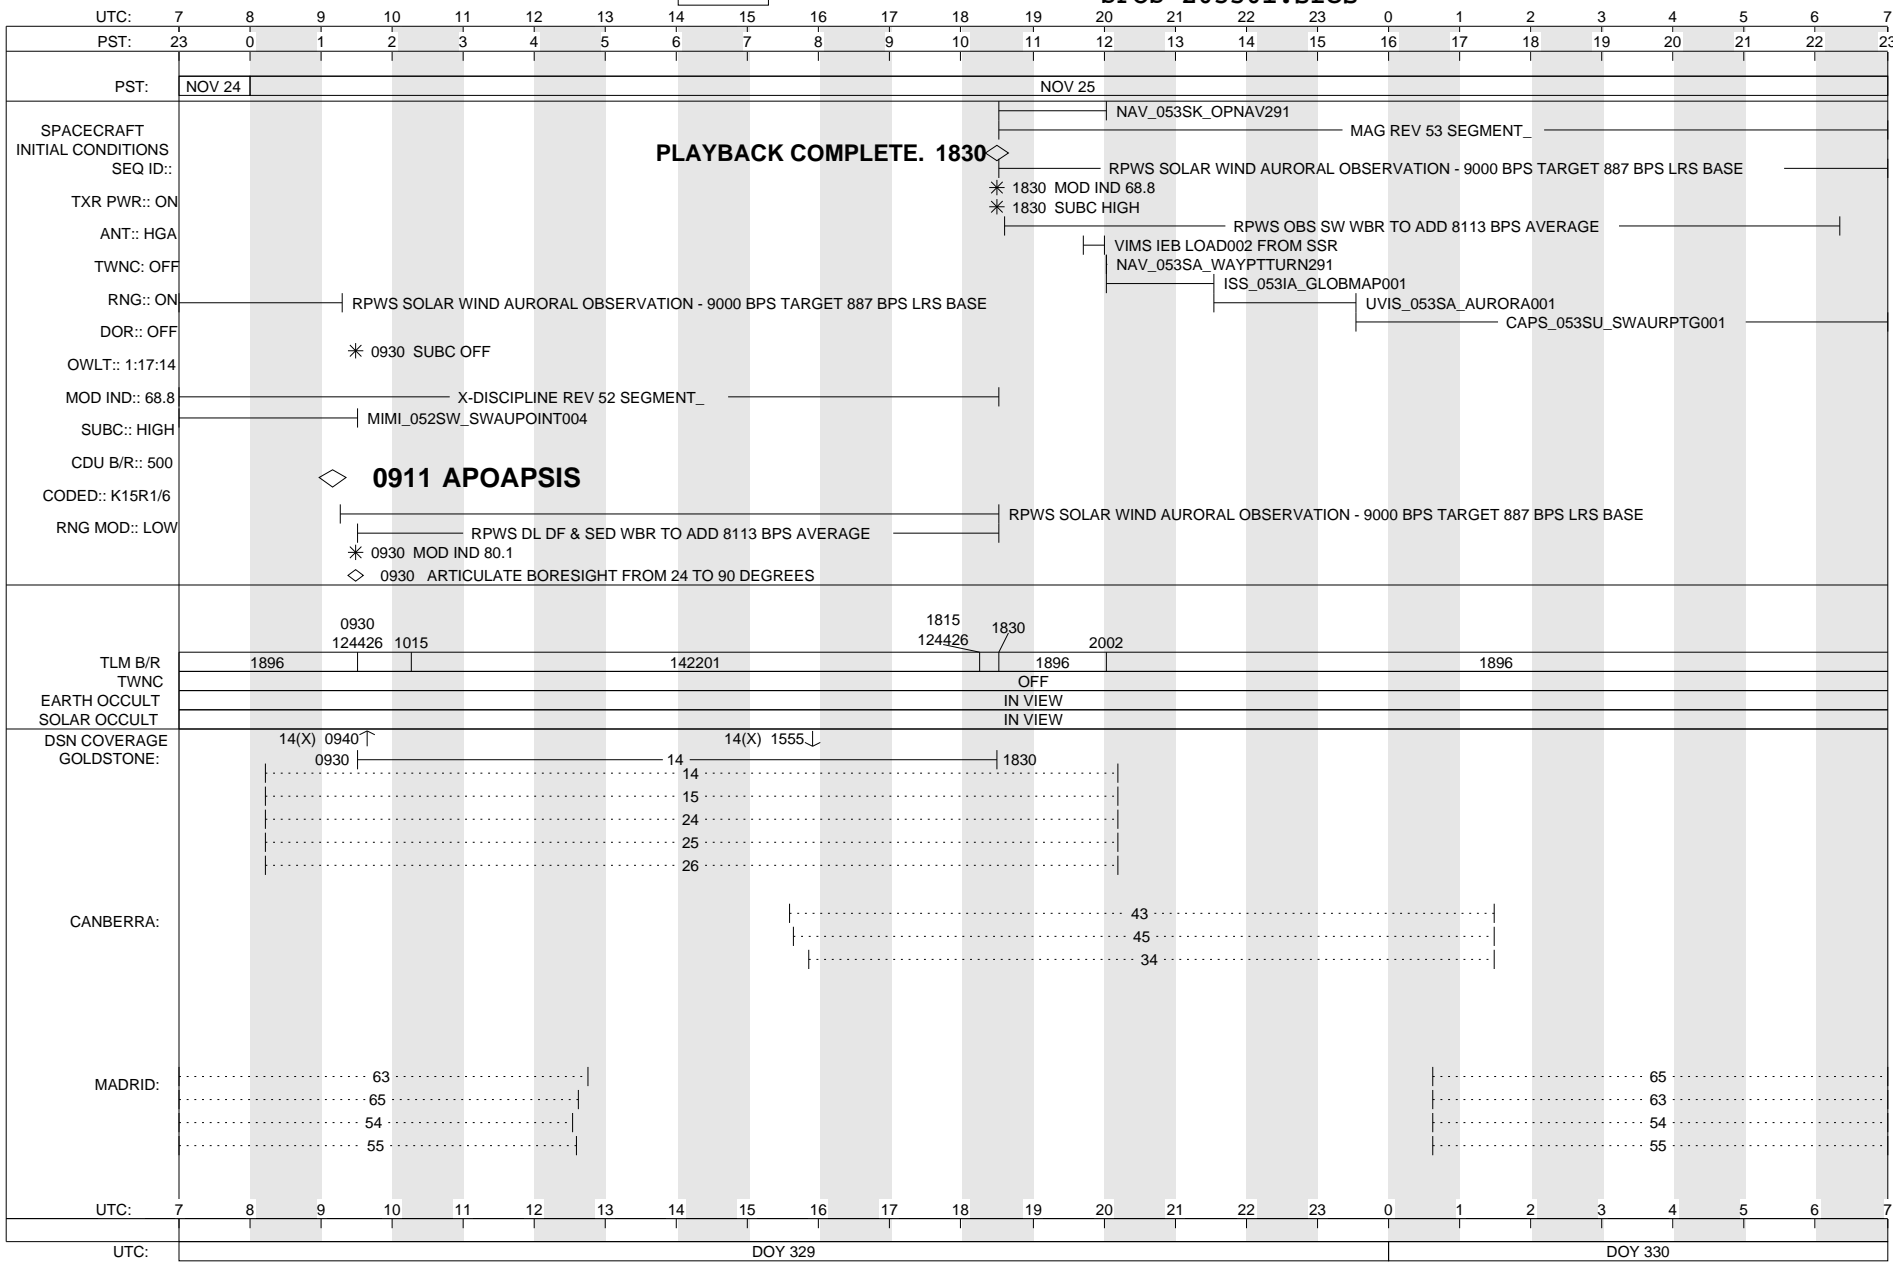 UTC: 7 8 9 10 11 12 13 14 15 16 17 18 19 20 21 22 23 0 1 2 3 4 5 6 7
PST: 23 0 1 2 3 4 5 6 7 8 9 10 11 12 13 14 15 16 17 18 19 20 21 22 23
PST: NOV 24 NOV 25
NAV_053SK_OPNAV291
SPACECRAFT
INITIAL CONDITIONS
MAG REV 53 SEGMENT_
PLAYBACK COMPLETE. 1830
SEQ ID::
RPWS SOLAR WIND AURORAL OBSERVATION - 9000 BPS TARGET 887 BPS LRS BASE
1830 MOD IND 68.8
TXR PWR:: ON
1830 SUBC HIGH
ANT:: HGA
RPWS OBS SW WBR TO ADD 8113 BPS AVERAGE
VIMS IEB LOAD002 FROM SSR
TWNC: OFF
NAV_053SA_WAYPTTURN291
ISS_053IA_GLOBMAP001
RNG:: ON
RPWS SOLAR WIND AURORAL OBSERVATION - 9000 BPS TARGET 887 BPS LRS BASE
UVIS_053SA_AURORA001
CAPS_053SU_SWAURPTG001
DOR:: OFF
0930 SUBC OFF
OWLT:: 1:17:14
MOD IND:: 68.8
X-DISCIPLINE REV 52 SEGMENT_
MIMI_052SW_SWAUPOINT004
SUBC:: HIGH
CDU B/R:: 500
0911 APOAPSIS
CODED:: K15R1/6
RPWS SOLAR WIND AURORAL OBSERVATION - 9000 BPS TARGET 887 BPS LRS BASE
RNG MOD:: LOW
RPWS DL DF & SED WBR TO ADD 8113 BPS AVERAGE
0930 MOD IND 80.1
0930 ARTICULATE BORESIGHT FROM 24 TO 90 DEGREES
0930 1815 1830
124426 1015 124426 2002
TLM B/R 1896 142201 1896 1896
TWNC OFF
EARTH OCCULT IN VIEW
SOLAR OCCULT IN VIEW
DSN COVERAGE 14(X) 0940 14(X) 1555
GOLDSTONE: 0930 14 1830
14
15
24
25
26
CANBERRA: 43
45
34
MADRID: 63 65
65 63
54 54
55 55
UTC: 7 8 9 10 11 12 13 14 15 16 17 18 19 20 21 22 23 0 1 2 3 4 5 6 7
UTC: DOY 329 DOY 330